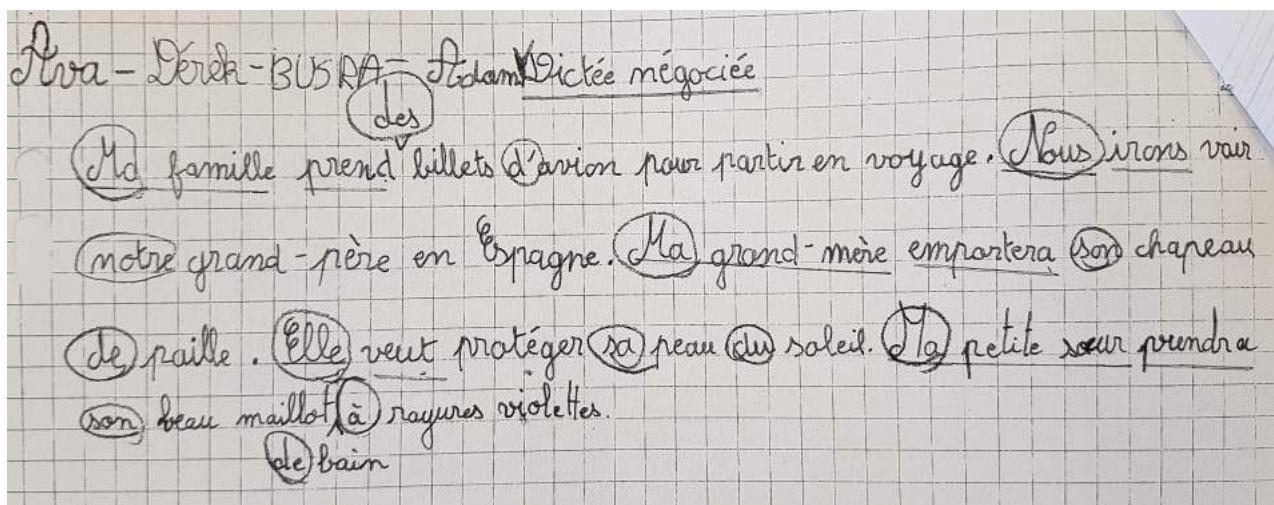 Ava - Dérek - BUSRA - Adam Dictée négociée
des
Ma famille prend billets d'avion pour partir en voyage. Nous irons voir
notre grand-père en Espagne. Ma grand-mère emportera son chapeau
de paille. Elle veut protéger sa peau du soleil. Ma petite sœur prendra
son beau maillot à rayures violettes.
de bain